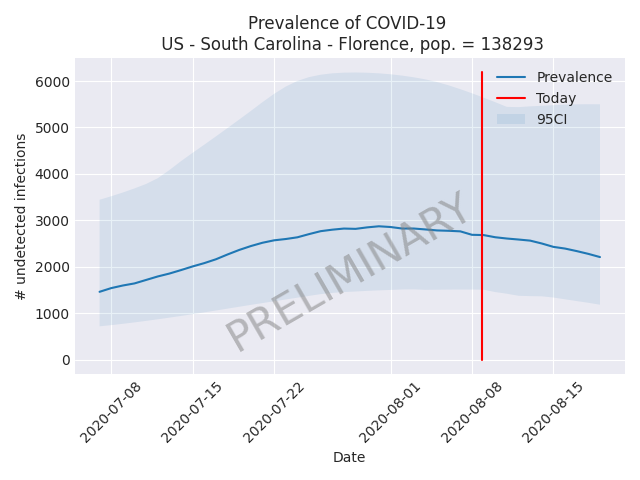 Prevalence of COVID-19
US - South Carolina - Florence, pop. = 138293
# undetected infections
6000
5000
4000
3000
2000
1000
0
Prevalence
Today
95CI
PRELIMINARY
2020-07-08
2020-07-15
2020-07-22
2020-08-01
2020-08-08
2020-08-15
Date